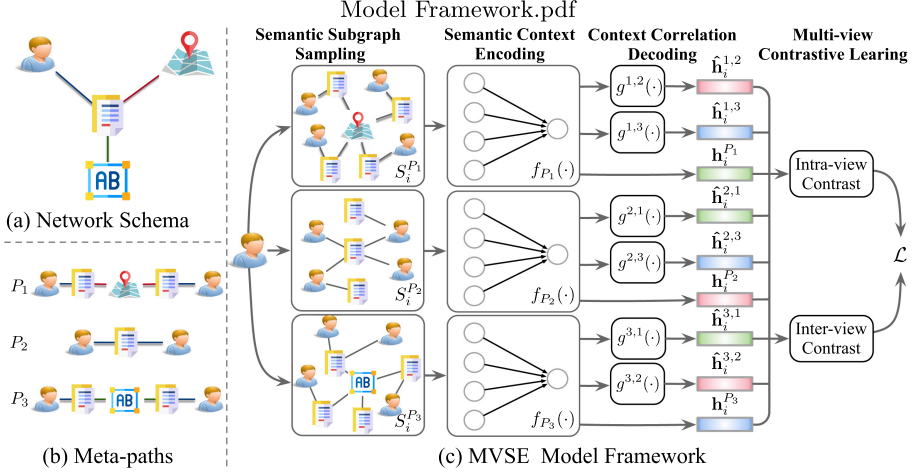 Model Framework.pdf
Semantic Subgraph
Sampling
Semantic Context
Encoding
Context Correlation
Decoding
Multi-view
Contrastive Learing
AB
(a) Network Schema
P_1
P_2
P_3
AB
(b) Meta-paths
S_i^{P_1}
S_i^{P_2}
AB
S_i^{P_3}
f_{P_1}(·)
f_{P_2}(·)
f_{P_3}(·)
g^{1,2}(·)
g^{1,3}(·)
g^{2,1}(·)
g^{2,3}(·)
g^{3,1}(·)
g^{3,2}(·)
ĥ_i^{1,2}
ĥ_i^{1,3}
h_i^{P_1}
ĥ_i^{2,1}
ĥ_i^{2,3}
h_i^{P_2}
ĥ_i^{3,1}
ĥ_i^{3,2}
h_i^{P_3}
Intra-view
Contrast
Inter-view
Contrast
ℒ
(c) MVSE Model Framework